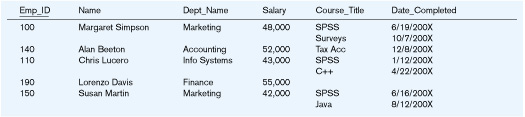 Emp_ID Name Dept_Name Salary Course_Title Date_Completed
100 Margaret Simpson Marketing 48,000 SPSS 6/19/200X
Surveys 10/7/200X
140 Alan Beeton Accounting 52,000 Tax Acc 12/8/200X
110 Chris Lucero Info Systems 43,000 SPSS 1/12/200X
C++ 4/22/200X
190 Lorenzo Davis Finance 55,000
150 Susan Martin Marketing 42,000 SPSS 6/16/200X
Java 8/12/200X